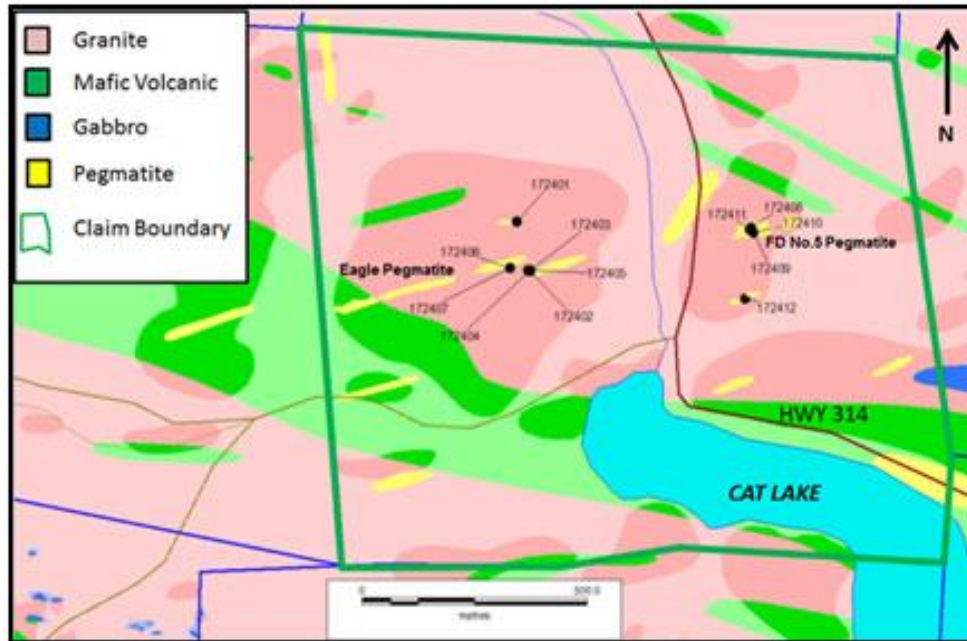 Granite
Mafic Volcanic
Gabbro
Pegmatite
Claim Boundary
N
172401
172403
172411
172408
172410
FD No.5 Pegmatite
172406
Eagle Pegmatite
172405
172409
172407
172402
172412
172404
HWY 314
CAT LAKE
0
500.0
metres